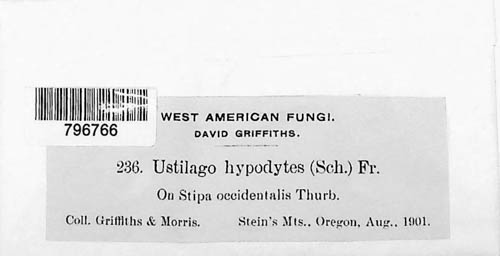 WEST AMERICAN FUNGI.
DAVID GRIFFITHS.
796766
236. Ustilago hypodytes (Sch.) Fr.
On Stipa occidentalis Thurb.
Coll. Griffiths & Morris. Stein's Mts., Oregon, Aug., 1901.